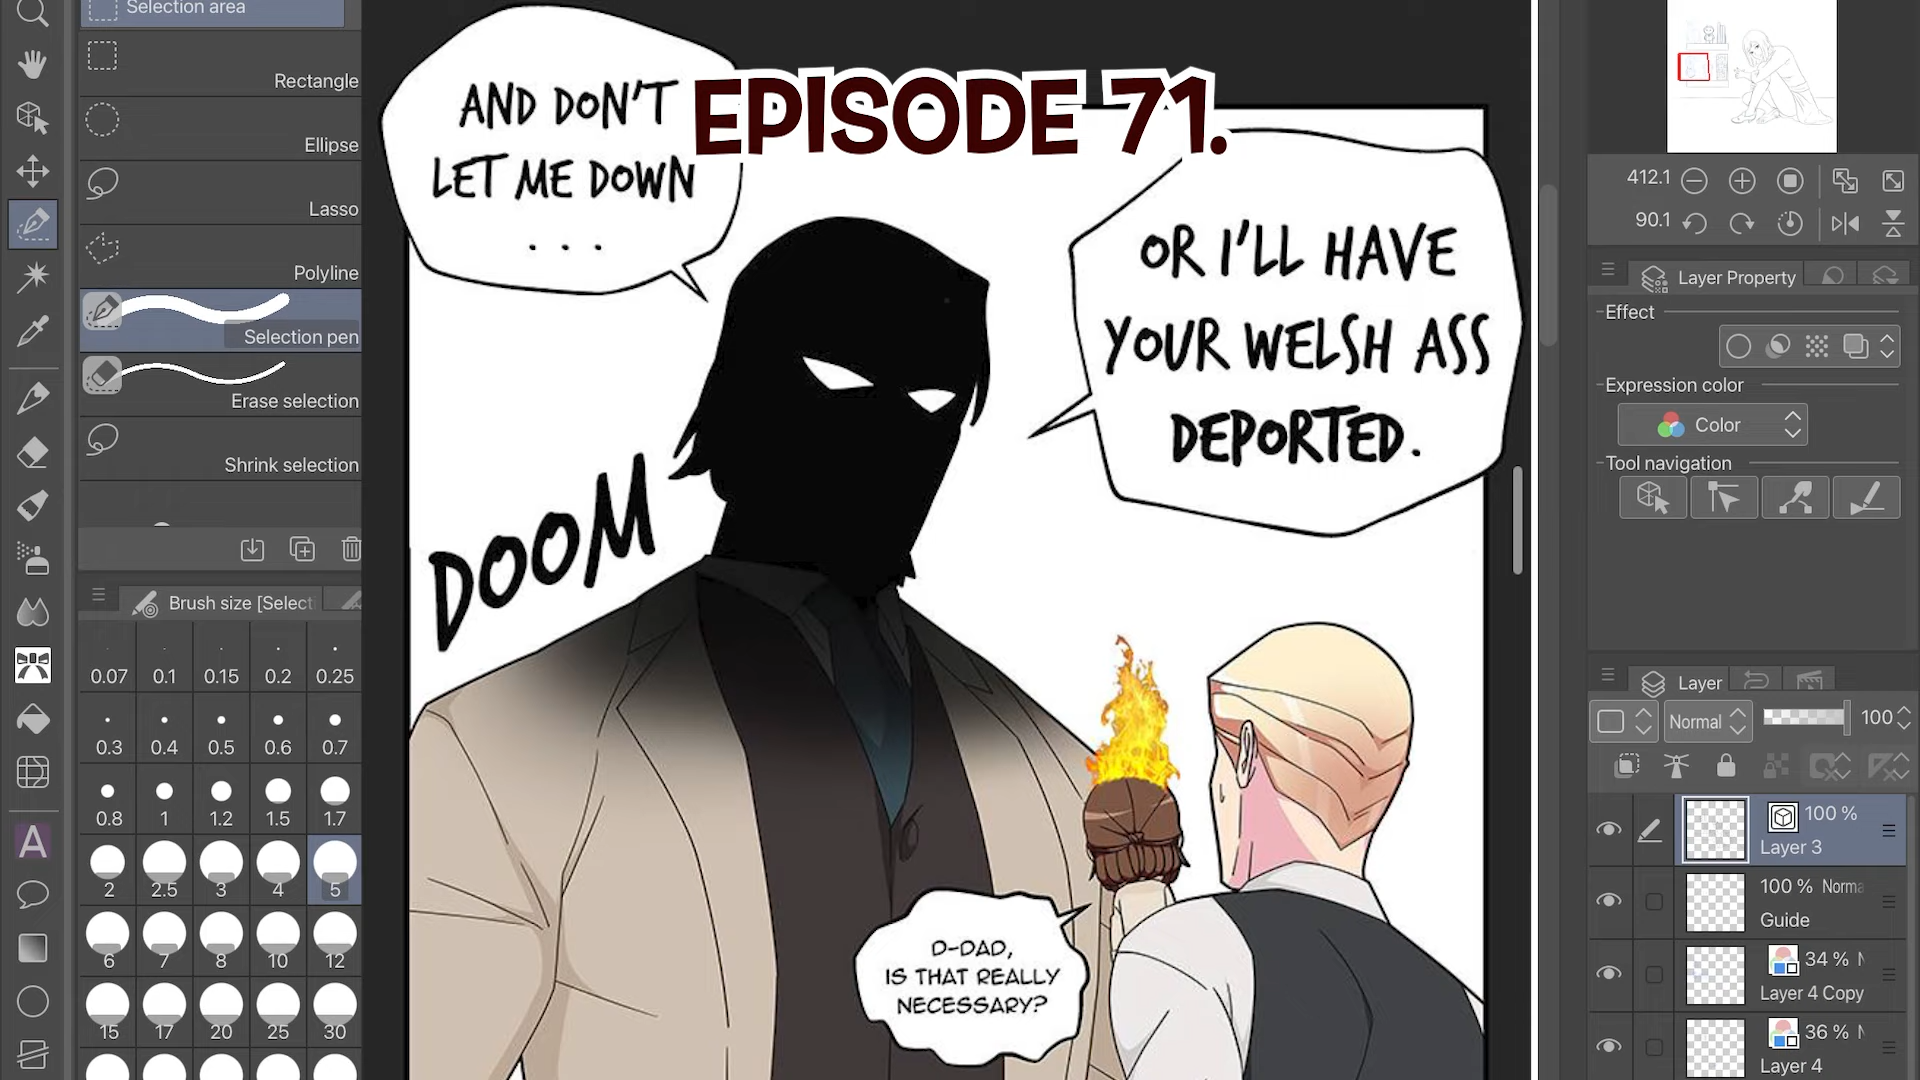 Selection area
Rectangle
Ellipse
Lasso
Polyline
Selection pen
Erase selection
Shrink selection
Brush size [Selecti
0.07 0.1 0.15 0.2 0.25
0.3 0.4 0.5 0.6 0.7
0.8 1 1.2 1.5 1.7
2 2.5 3 4 5
6 7 8 10 12
15 17 20 25 30
EPISODE 71.
AND DON'T
LET ME DOWN
...
OR I'LL HAVE
YOUR WELSH ASS
DEPORTED.
DOOM
D-DAD,
IS THAT REALLY
NECESSARY?
412.1
90.1
Layer Property
Effect
Expression color
Color
Tool navigation
Layer
Normal 100
100 %
Layer 3
100 % Norma
Guide
34 % N
Layer 4 Copy
36 % N
Layer 4